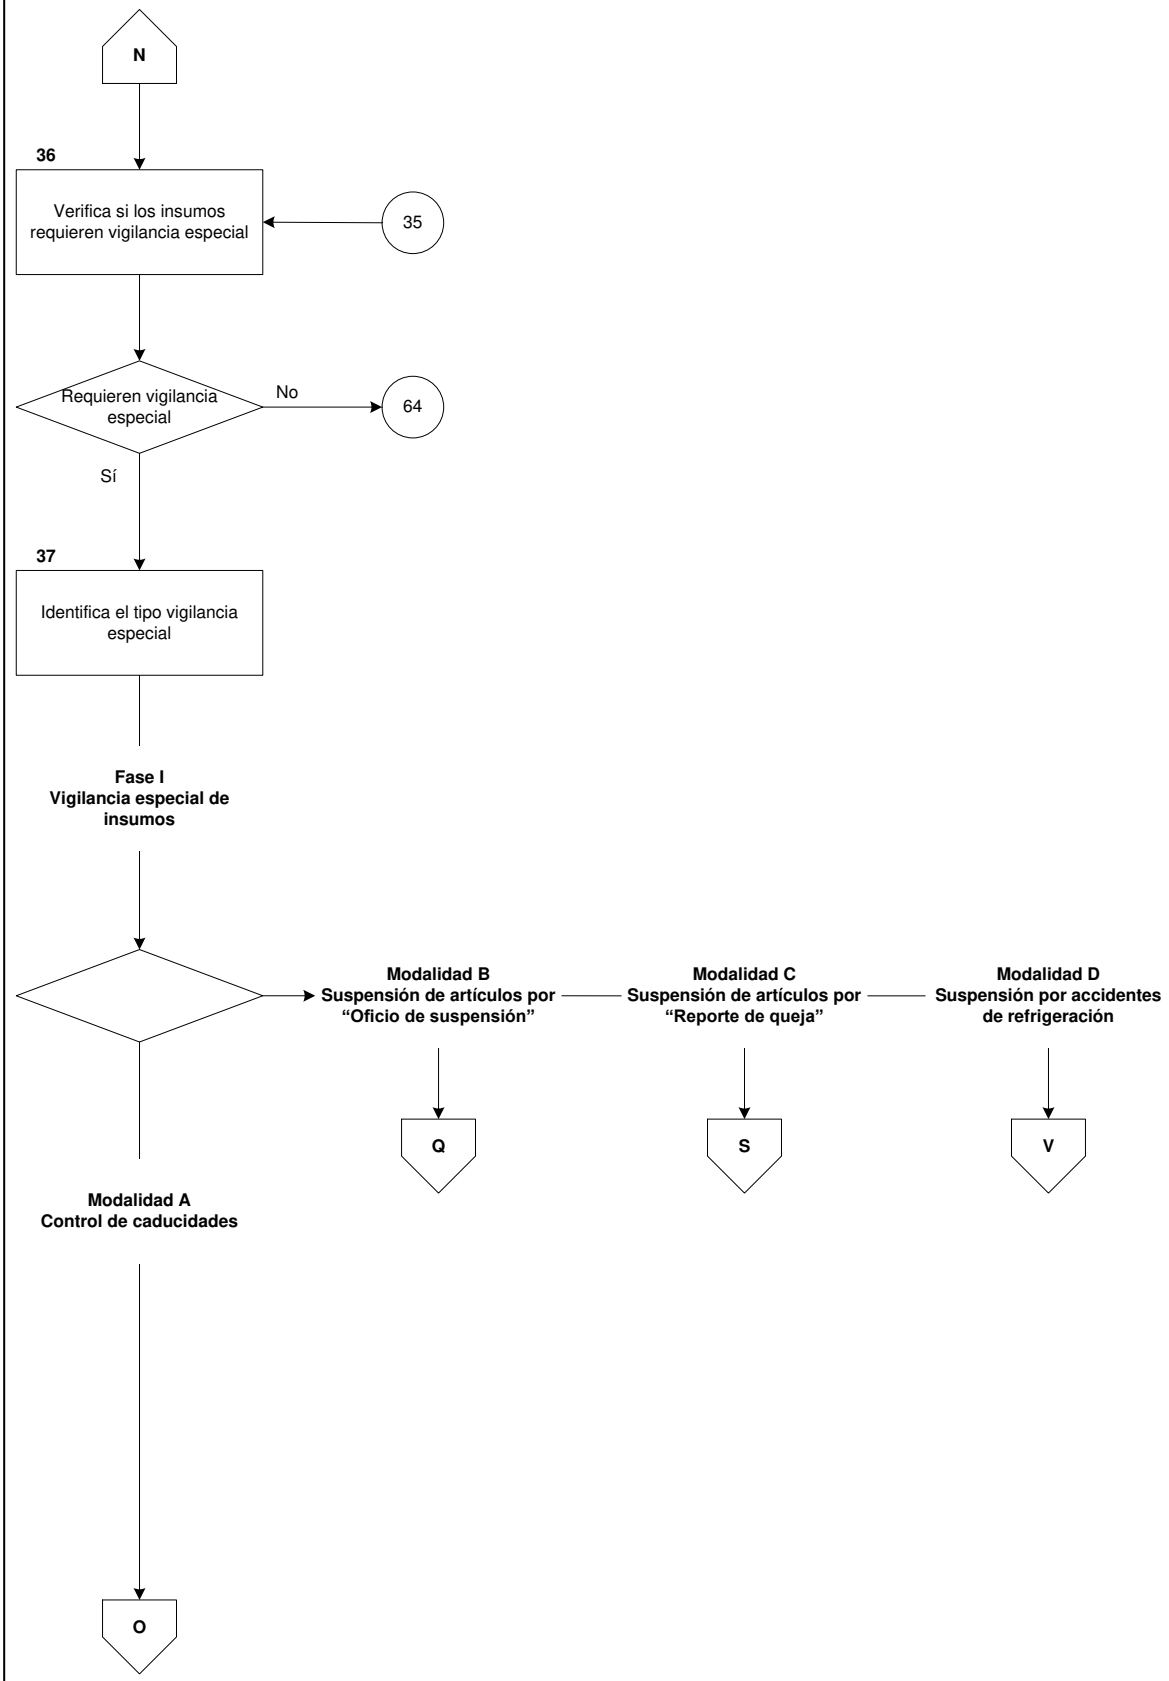 N
36
Verifica si los insumos
requieren vigilancia especial
35
Requieren vigilancia
especial
No
64
Sí
37
Identifica el tipo vigilancia
especial
Fase I
Vigilancia especial de
insumos
Modalidad B
Suspensión de artículos por
“Oficio de suspensión”
Modalidad C
Suspensión de artículos por
“Reporte de queja”
Modalidad D
Suspensión por accidentes
de refrigeración
Q
S
V
Modalidad A
Control de caducidades
O